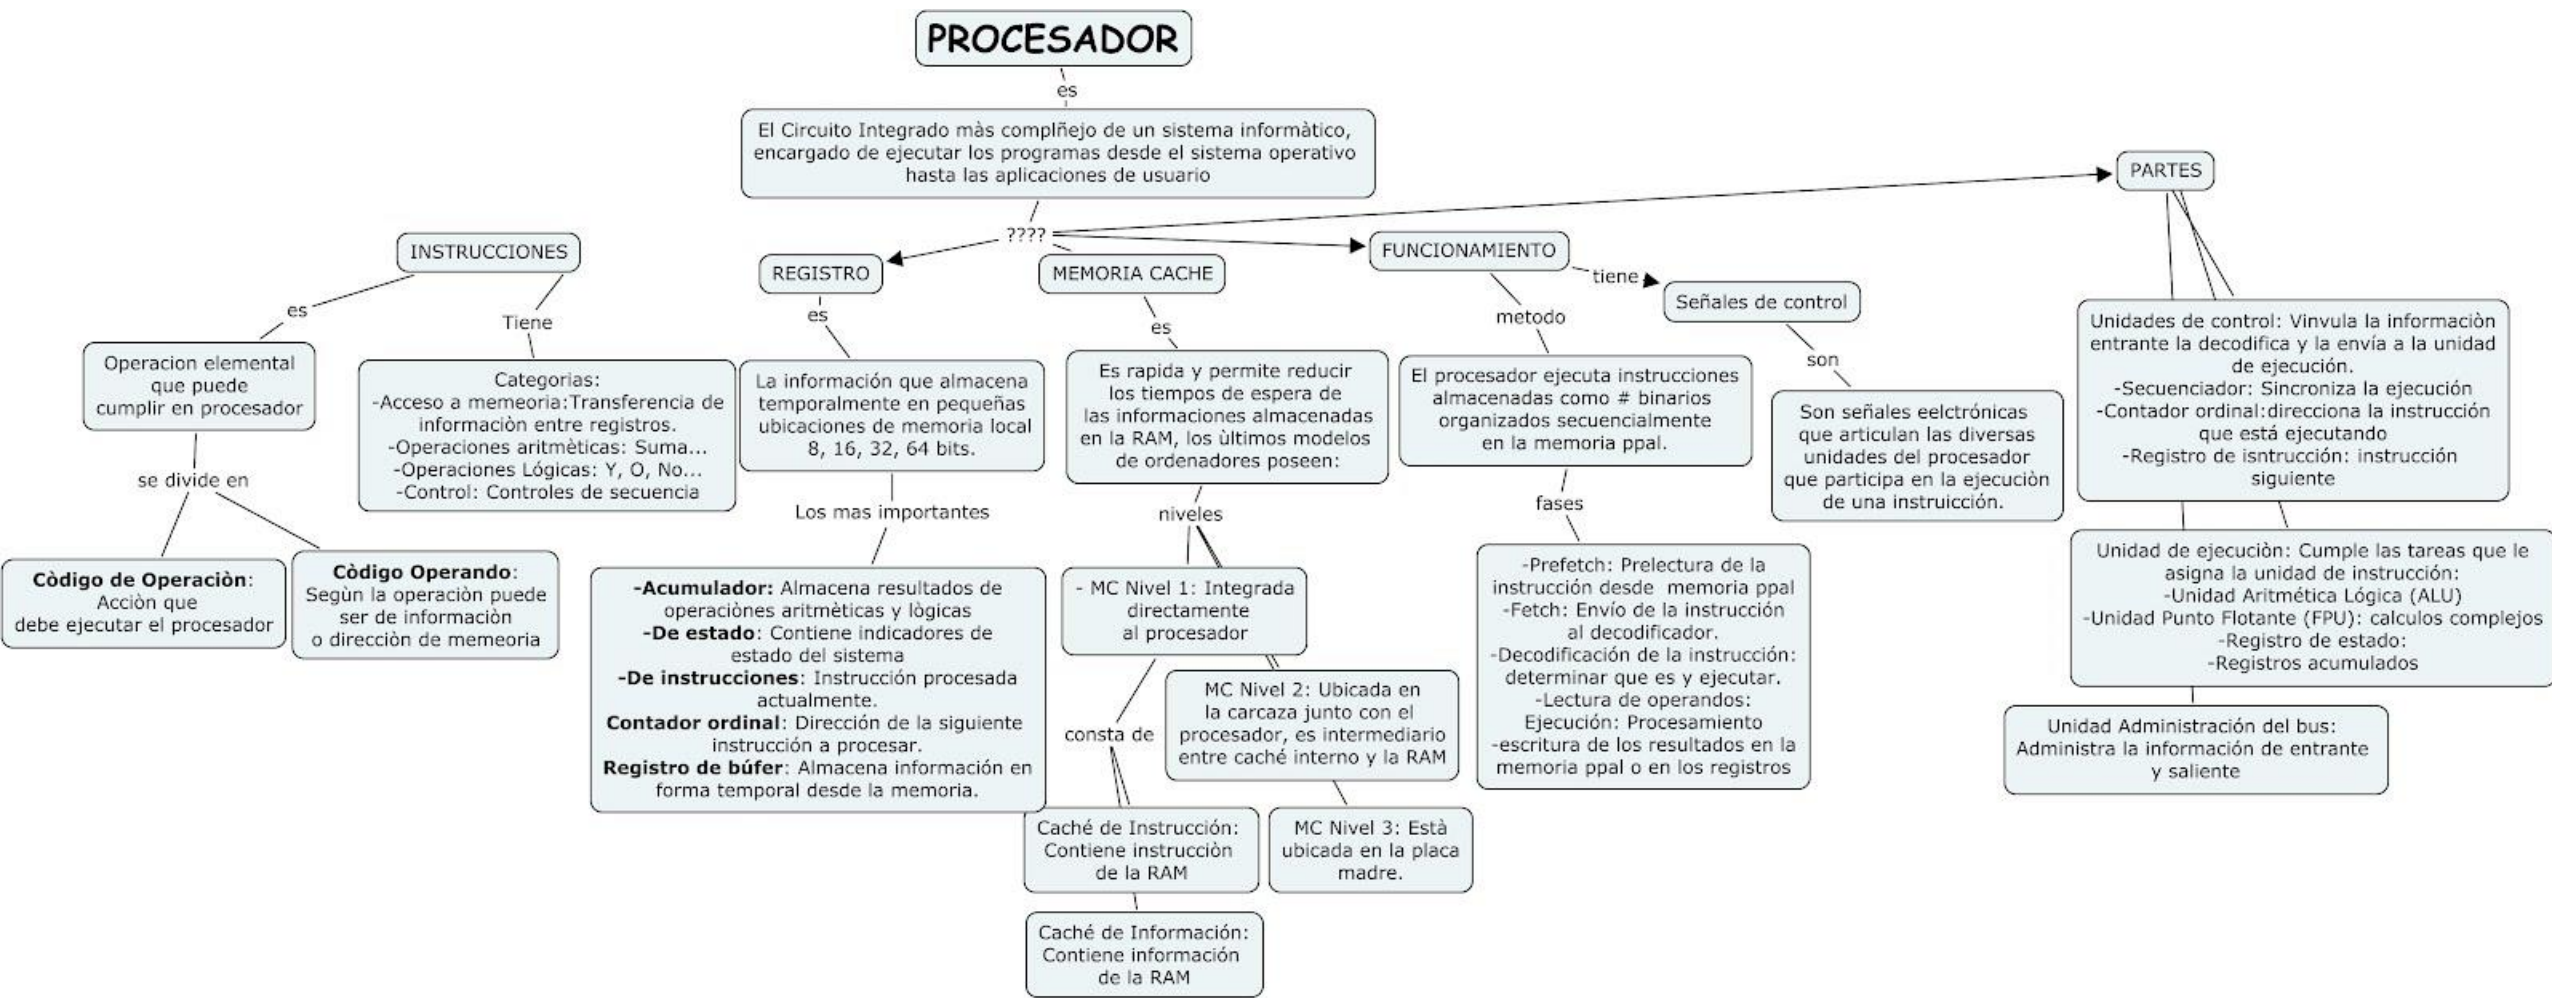 PROCESADOR
es
El Circuito Integrado màs complñejo de un sistema informàtico,
encargado de ejecutar los programas desde el sistema operativo
hasta las aplicaciones de usuario
????
INSTRUCCIONES
es
Operacion elemental
que puede
cumplir en procesador
se divide en
Còdigo de Operaciòn:
Acciòn que
debe ejecutar el procesador
Còdigo Operando:
Segùn la operaciòn puede
ser de informaciòn
o direcciòn de memeoria
Tiene
Categorias:
-Acceso a memeoria:Transferencia de
informaciòn entre registros.
-Operaciones aritmèticas: Suma...
-Operaciones Lógicas: Y, O, No...
-Control: Controles de secuencia
REGISTRO
es
La información que almacena
temporalmente en pequeñas
ubicaciones de memoria local
8, 16, 32, 64 bits.
Los mas importantes
-Acumulador: Almacena resultados de
operaciònes aritmèticas y lògicas
-De estado: Contiene indicadores de
estado del sistema
-De instrucciones: Instrucción procesada
actualmente.
Contador ordinal: Dirección de la siguiente
instrucción a procesar.
Registro de búfer: Almacena información en
forma temporal desde la memoria.
MEMORIA CACHE
es
Es rapida y permite reducir
los tiempos de espera de
las informaciones almacenadas
en la RAM, los ùltimos modelos
de ordenadores poseen:
niveles
- MC Nivel 1: Integrada
directamente
al procesador
consta de
Caché de Instrucción:
Contiene instrucciòn
de la RAM
Caché de Información:
Contiene información
de la RAM
MC Nivel 2: Ubicada en
la carcaza junto con el
procesador, es intermediario
entre caché interno y la RAM
MC Nivel 3: Està
ubicada en la placa
madre.
FUNCIONAMIENTO
metodo
El procesador ejecuta instrucciones
almacenadas como # binarios
organizados secuencialmente
en la memoria ppal.
fases
-Prefetch: Prelectura de la
instrucción desde memoria ppal
-Fetch: Envío de la instrucción
al decodificador.
-Decodificación de la instrucción:
determinar que es y ejecutar.
-Lectura de operandos:
Ejecución: Procesamiento
-escritura de los resultados en la
memoria ppal o en los registros
tiene
Señales de control
son
Son señales eelctrónicas
que articulan las diversas
unidades del procesador
que participa en la ejecuciòn
de una instruicción.
PARTES
Unidades de control: Vinvula la informaciòn
entrante la decodifica y la envía a la unidad
de ejecución.
-Secuenciador: Sincroniza la ejecución
-Contador ordinal:direcciona la instrucción
que está ejecutando
-Registro de isntrucción: instrucción
siguiente
Unidad de ejecuciòn: Cumple las tareas que le
asigna la unidad de instrucción:
-Unidad Aritmética Lógica (ALU)
-Unidad Punto Flotante (FPU): calculos complejos
-Registro de estado:
-Registros acumulados
Unidad Administración del bus:
Administra la información de entrante
y saliente